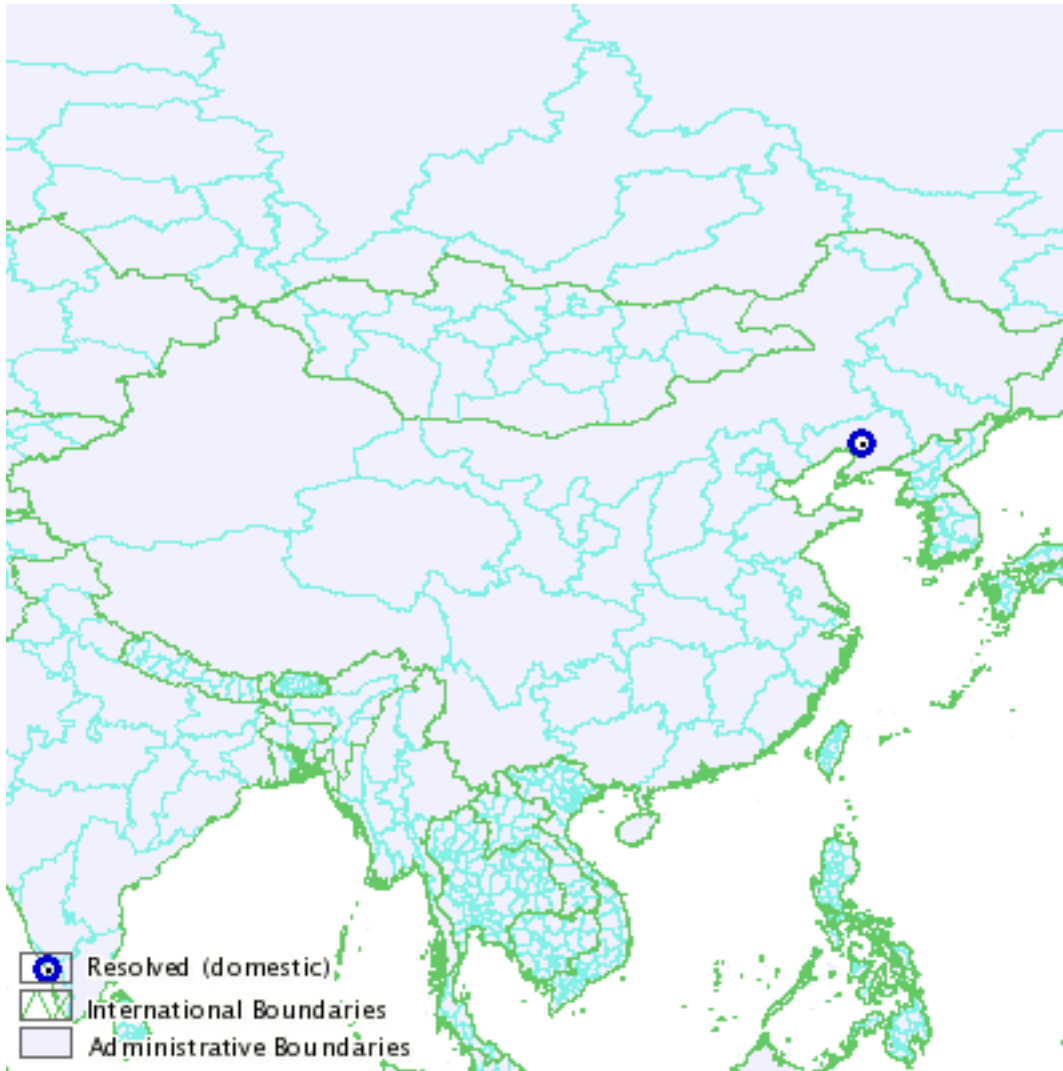 Resolved (domestic)
International Boundaries
Administrative Boundaries